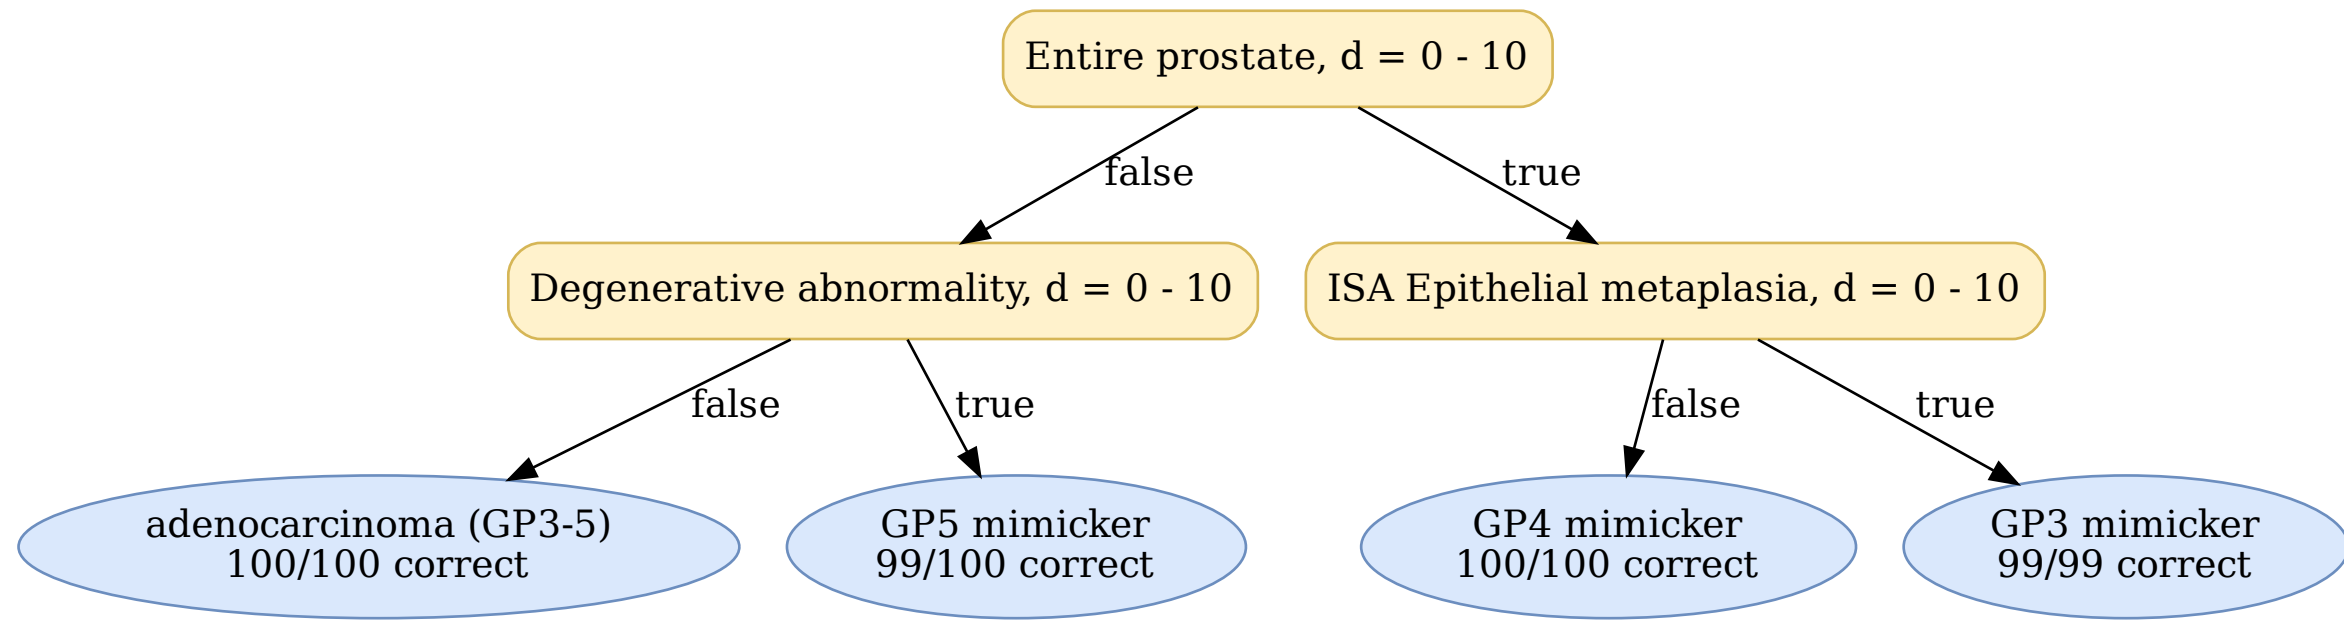 Entire prostate, d = 0 - 10
false
true
Degenerative abnormality, d = 0 - 10
ISA Epithelial metaplasia, d = 0 - 10
false
true
false
true
adenocarcinoma (GP3-5)
100/100 correct
GP5 mimicker
99/100 correct
GP4 mimicker
100/100 correct
GP3 mimicker
99/99 correct